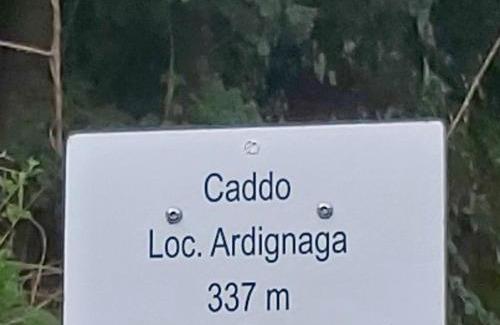 Caddo
Loc. Ardignaga
337 m